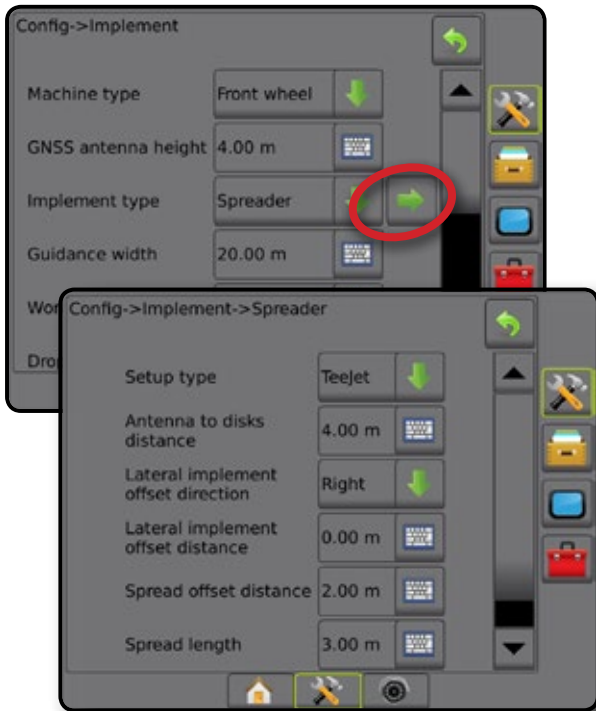 Config->Implement
Machine type Front wheel
GNSS antenna height 4.00 m
Implement type Spreader
Guidance width 20.00 m
Config->Implement->Spreader
Setup type TeeJet
Antenna to disks
distance 4.00 m
Lateral implement
offset direction Right
Lateral implement
offset distance 0.00 m
Spread offset distance 2.00 m
Spread length 3.00 m